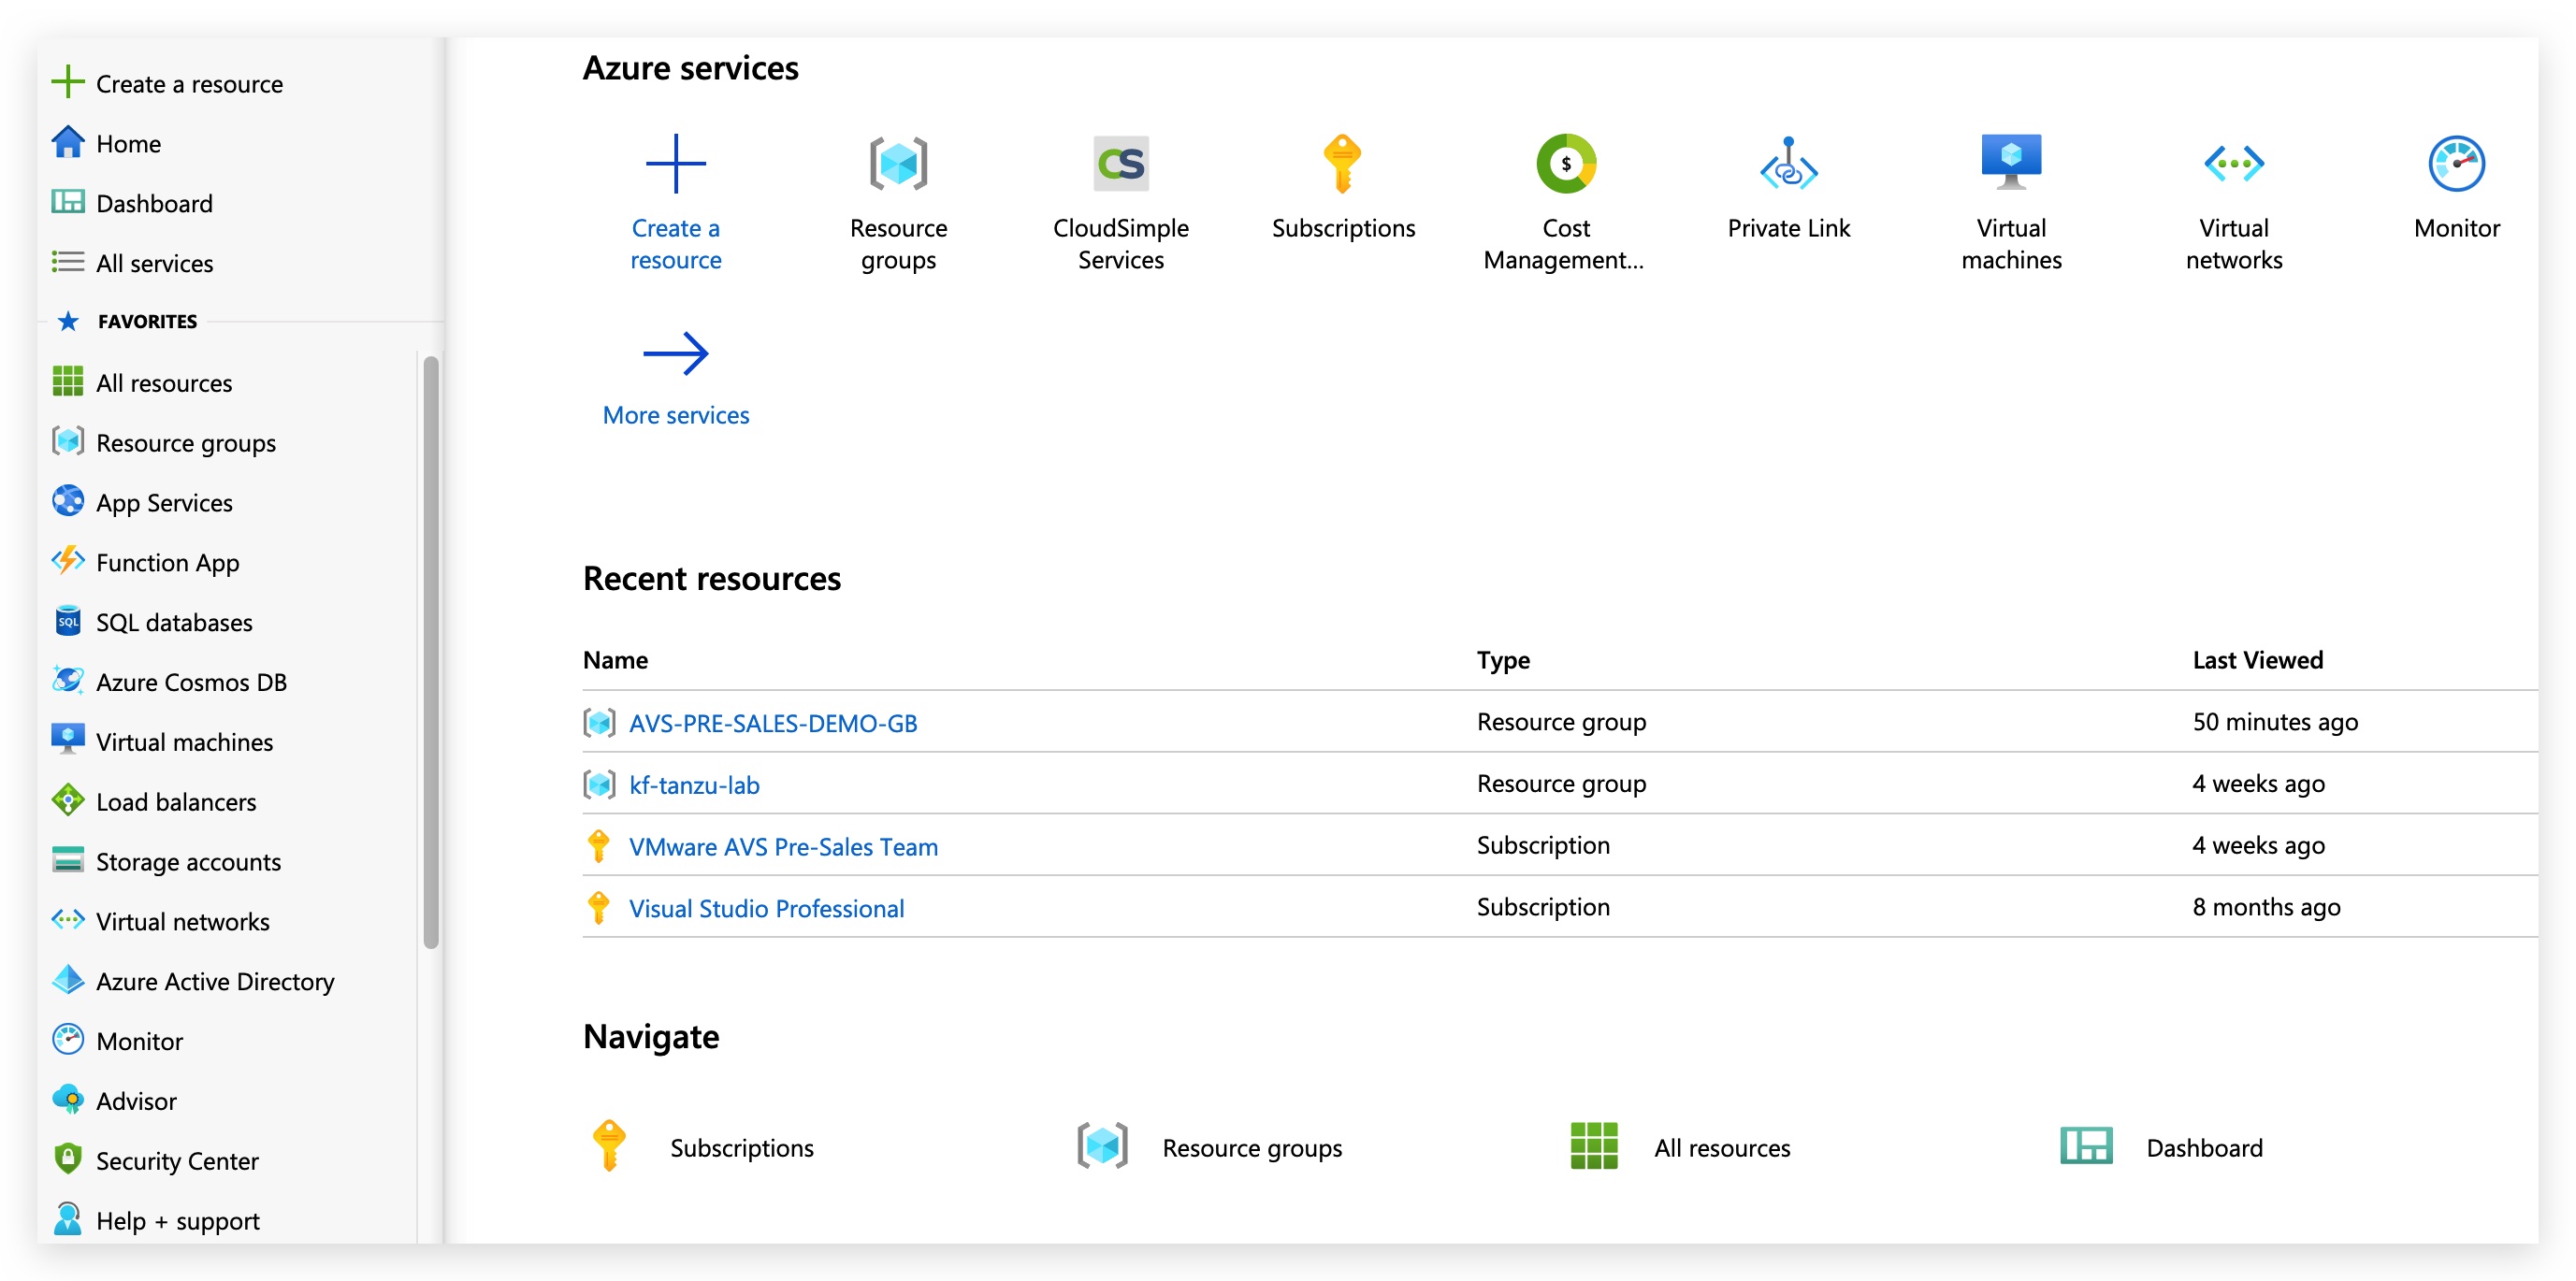 Create a resource
Home
Dashboard
All services
FAVORITES
All resources
Resource groups
App Services
Function App
SQL
SQL databases
Azure Cosmos DB
Virtual machines
Load balancers
Storage accounts
Virtual networks
Azure Active Directory
Monitor
Advisor
Security Center
Help + support
Azure services
Create a
resource
Resource
groups
CS
CloudSimple
Services
Subscriptions
$
Cost
Management...
Private Link
Virtual
machines
Virtual
networks
Monitor
More services
Recent resources
Name Type Last Viewed
AVS-PRE-SALES-DEMO-GB Resource group 50 minutes ago
kf-tanzu-lab Resource group 4 weeks ago
VMware AVS Pre-Sales Team Subscription 4 weeks ago
Visual Studio Professional Subscription 8 months ago
Navigate
Subscriptions Resource groups All resources Dashboard